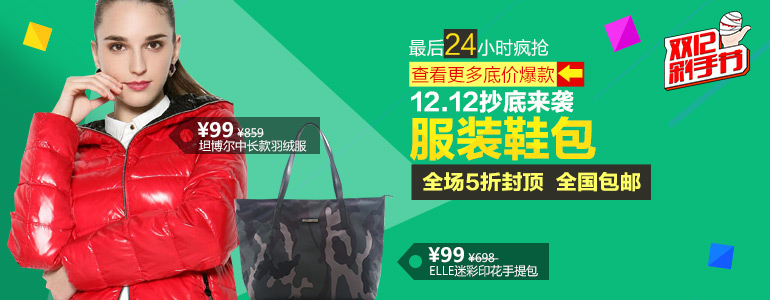 最后24小时疯抢
查看更多底价爆款
12.12抄底来袭
服装鞋包
全场5折封顶 全国包邮
双12
剁手节
¥99 ¥859
坦博尔中长款羽绒服
¥99 ¥698
ELLE迷彩印花手提包